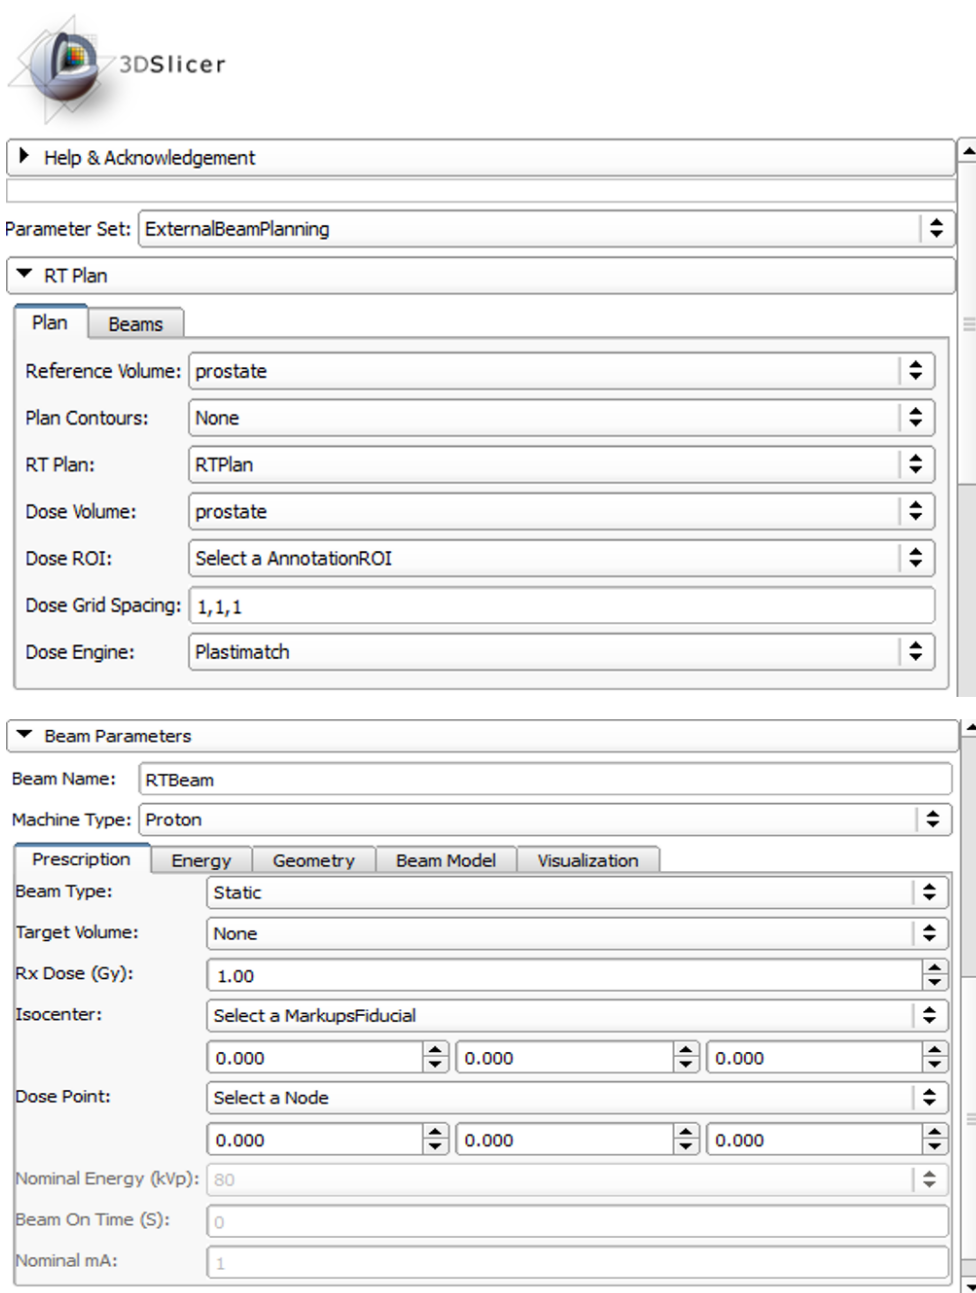 3DSlicer
Help & Acknowledgement
Parameter Set: ExternalBeamPlanning
RT Plan
Plan Beams
Reference Volume: prostate
Plan Contours: None
RT Plan: RTPlan
Dose Volume: prostate
Dose ROI: Select a AnnotationROI
Dose Grid Spacing: 1,1,1
Dose Engine: Plastimatch
Beam Parameters
Beam Name: RTBeam
Machine Type: Proton
Prescription Energy Geometry Beam Model Visualization
Beam Type: Static
Target Volume: None
Rx Dose (Gy): 1.00
Isocenter: Select a MarkupsFiducial
0.000 0.000 0.000
Dose Point: Select a Node
0.000 0.000 0.000
Nominal Energy (kVp): 80
Beam On Time (S): 0
Nominal mA: 1